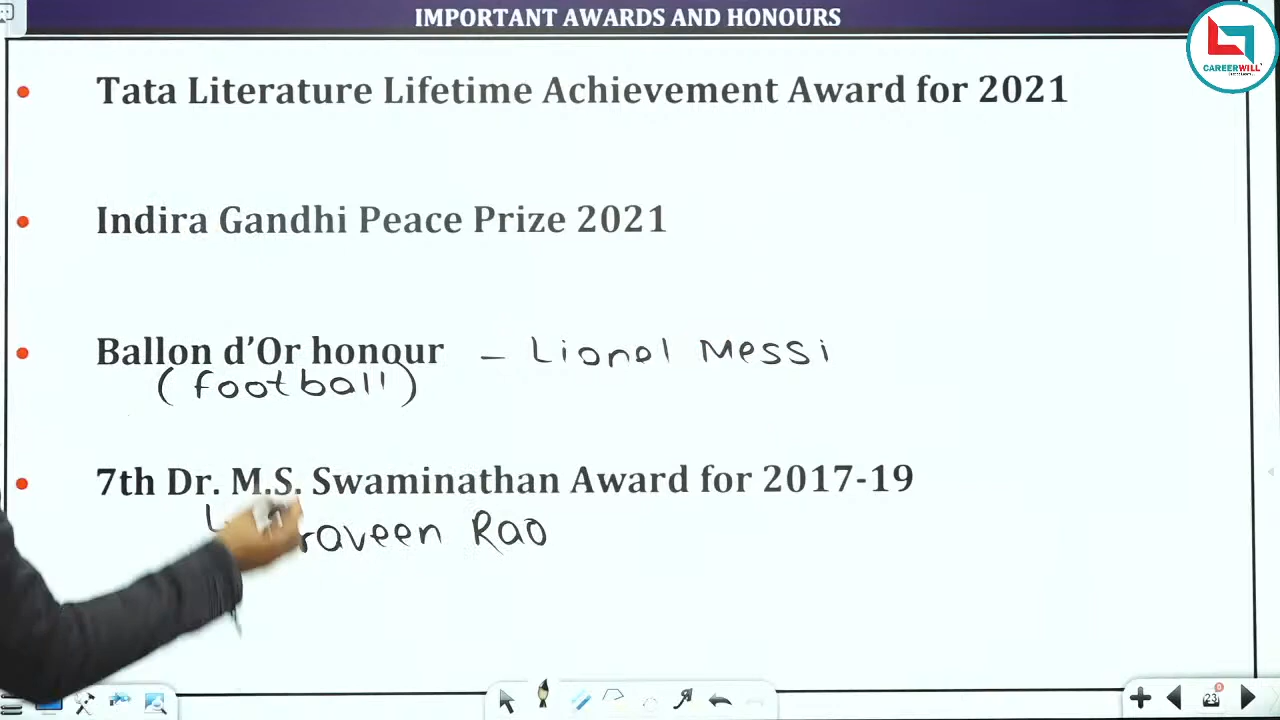 IMPORTANT AWARDS AND HONOURS
CAREERWILL
Tata Literature Lifetime Achievement Award for 2021
Indira Gandhi Peace Prize 2021
Ballon d’Or honour – Lionel Messi
(football)
7th Dr. M.S. Swaminathan Award for 2017-19
raveen Rao
23